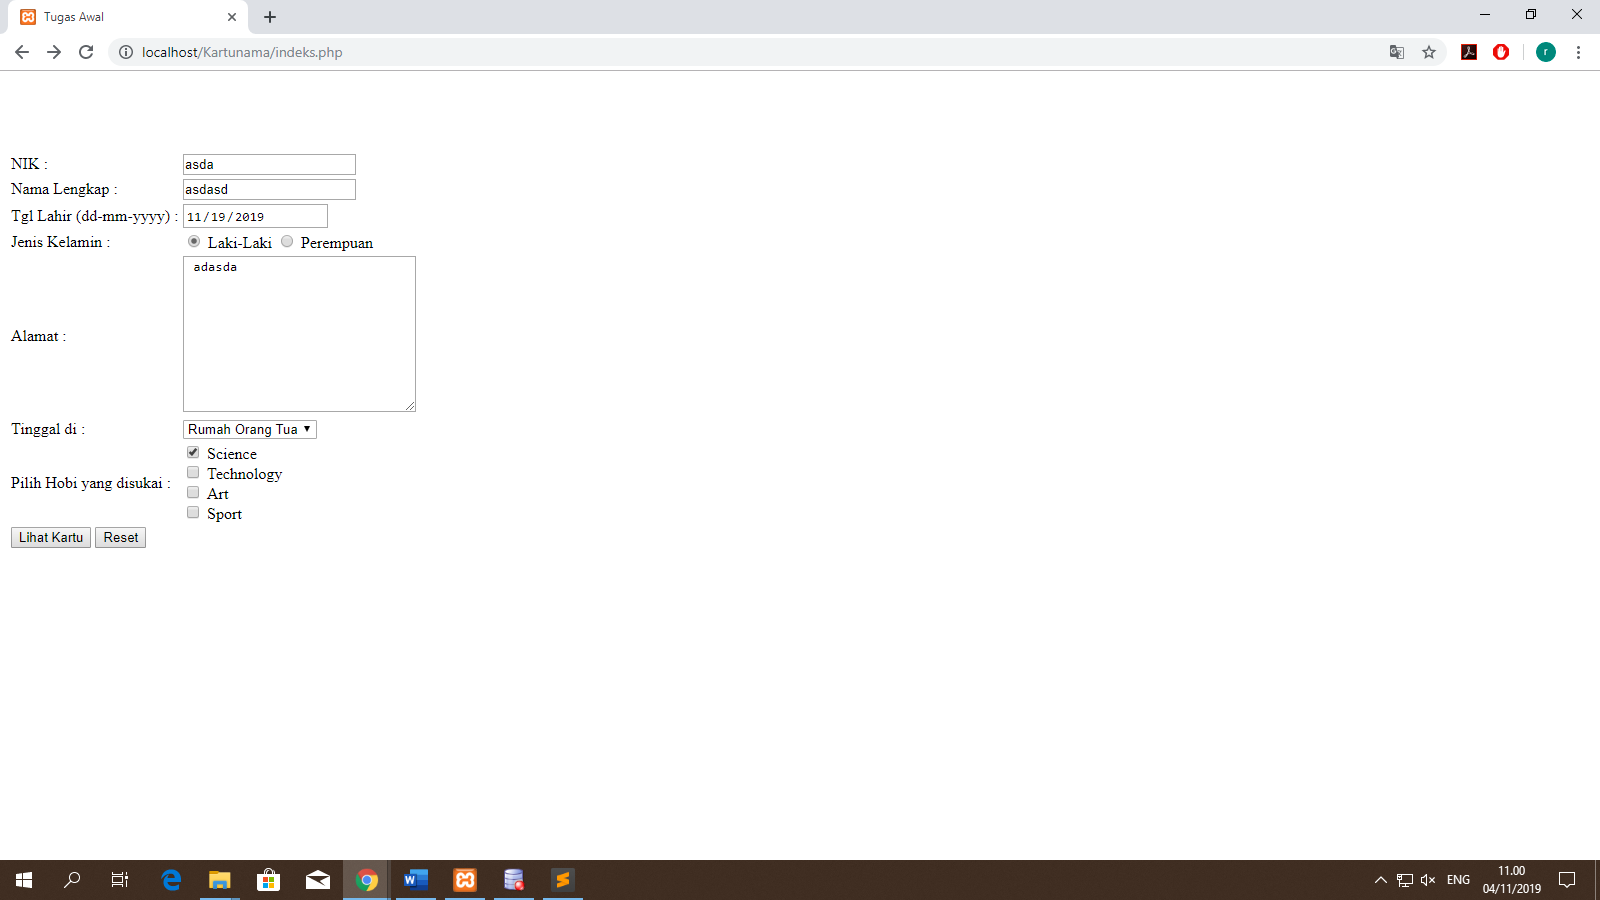 Tugas Awal
localhost/Kartunama/indeks.php
r
NIK : asda
Nama Lengkap : asdasd
Tgl Lahir (dd-mm-yyyy) : 11/19/2019
Jenis Kelamin : Laki-Laki Perempuan
adasda
Alamat :
Tinggal di : Rumah Orang Tua
Science
Technology
Pilih Hobi yang disukai :
Art
Sport
Lihat Kartu Reset
ENG
11.00
04/11/2019